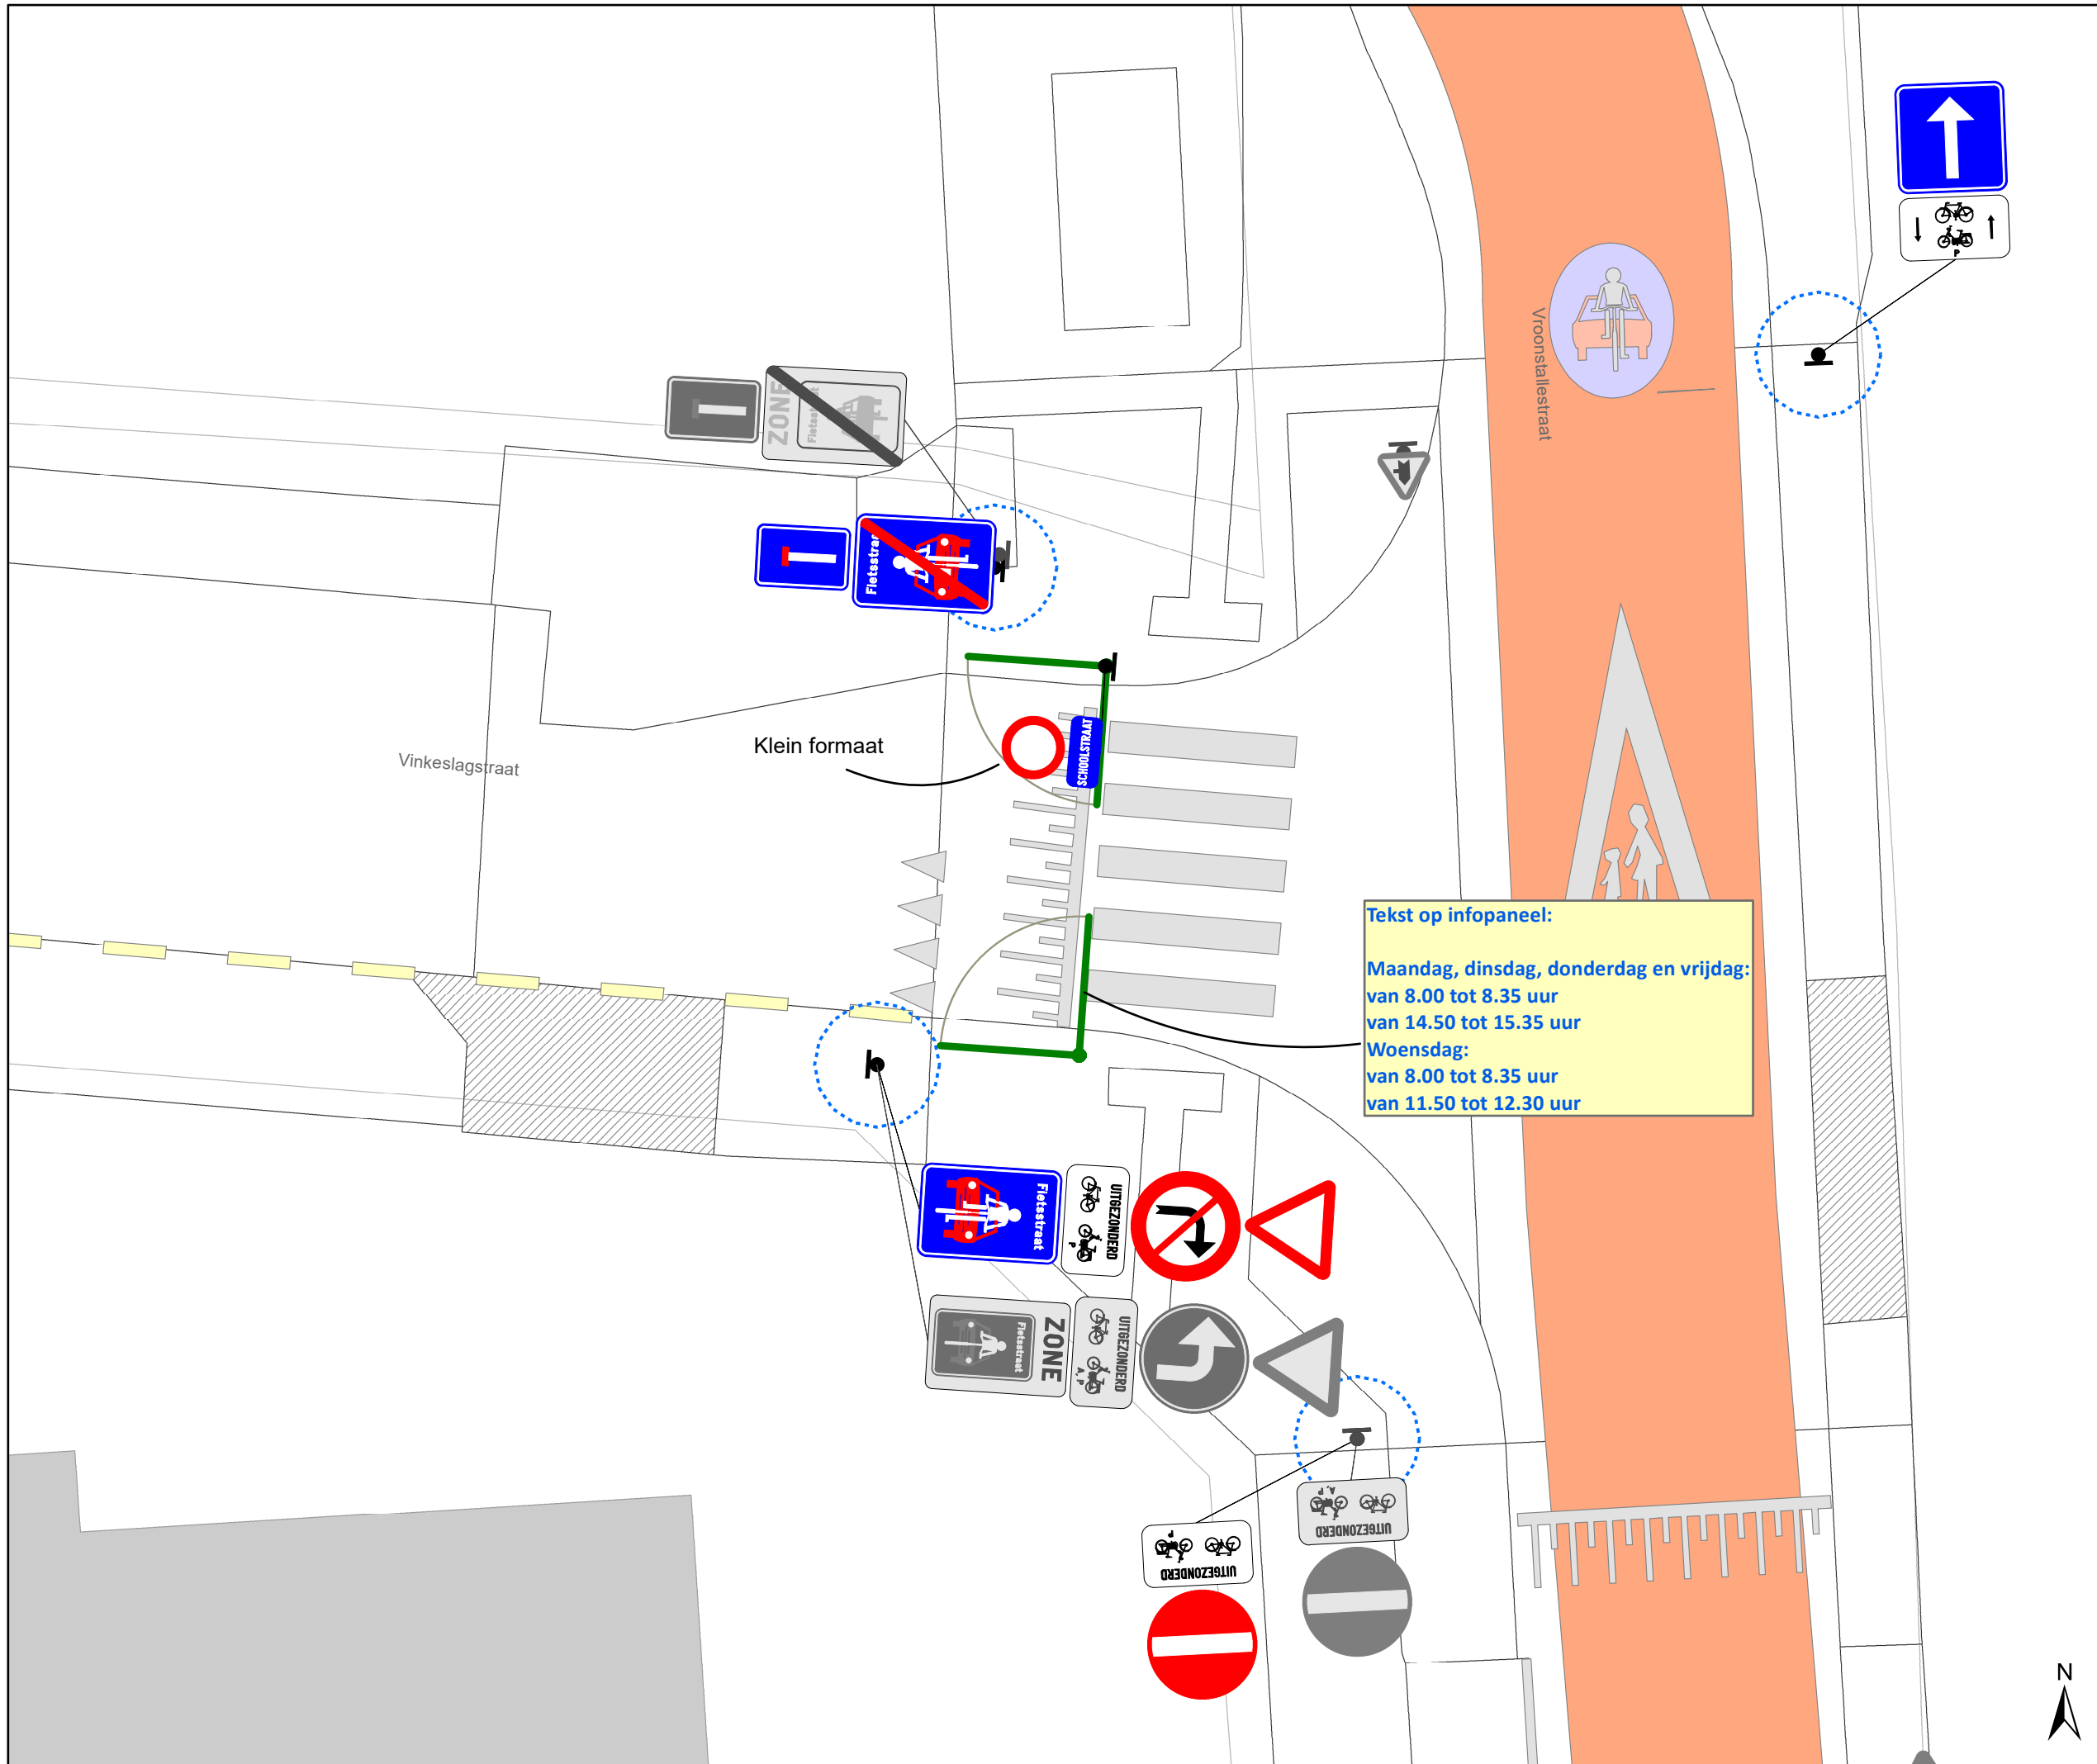 P
ZONE
Fietsstraat
Fietsstraat
Vroonstallestraat
SCHOOLSTRAAT
Klein formaat
Vinkeslagstraat
Tekst op infopaneel:
Maandag, dinsdag, donderdag en vrijdag:
van 8.00 tot 8.35 uur
van 14.50 tot 15.35 uur
Woensdag:
van 8.00 tot 8.35 uur
van 11.50 tot 12.30 uur
Fietsstraat
UITGEZONDERD
P
Fietsstraat
ZONE
UITGEZONDERD
A, P
A, P
UITGEZONDERD
P
UITGEZONDERD
N